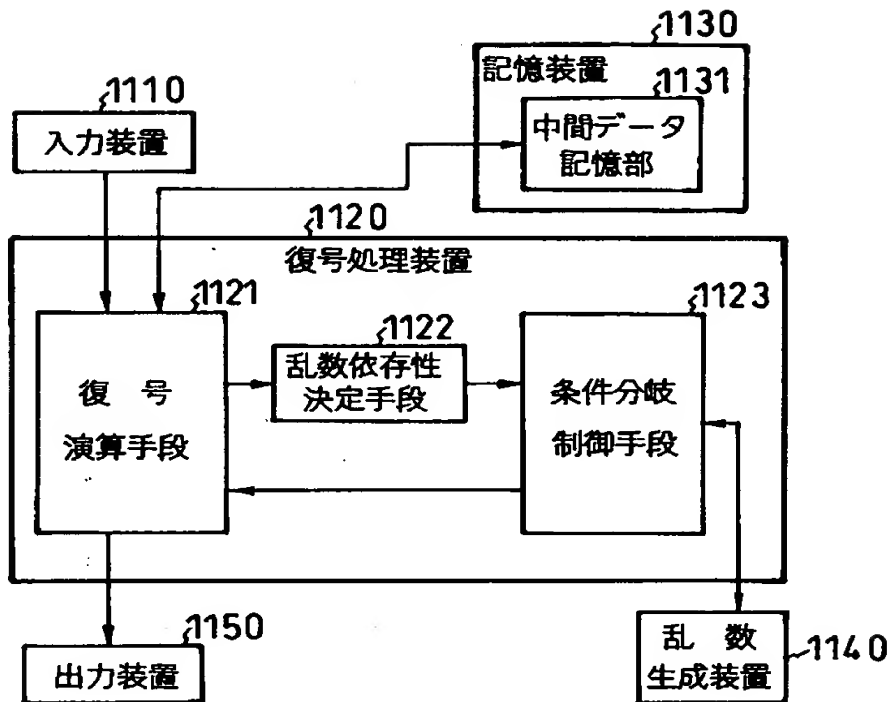 1130
記憶装置
1131
中間データ
記憶部
1110
入力装置
1120
復号処理装置
1121
復 号
演算手段
1122
乱数依存性
決定手段
1123
条件分岐
制御手段
1150
出力装置
乱 数
生成装置
1140